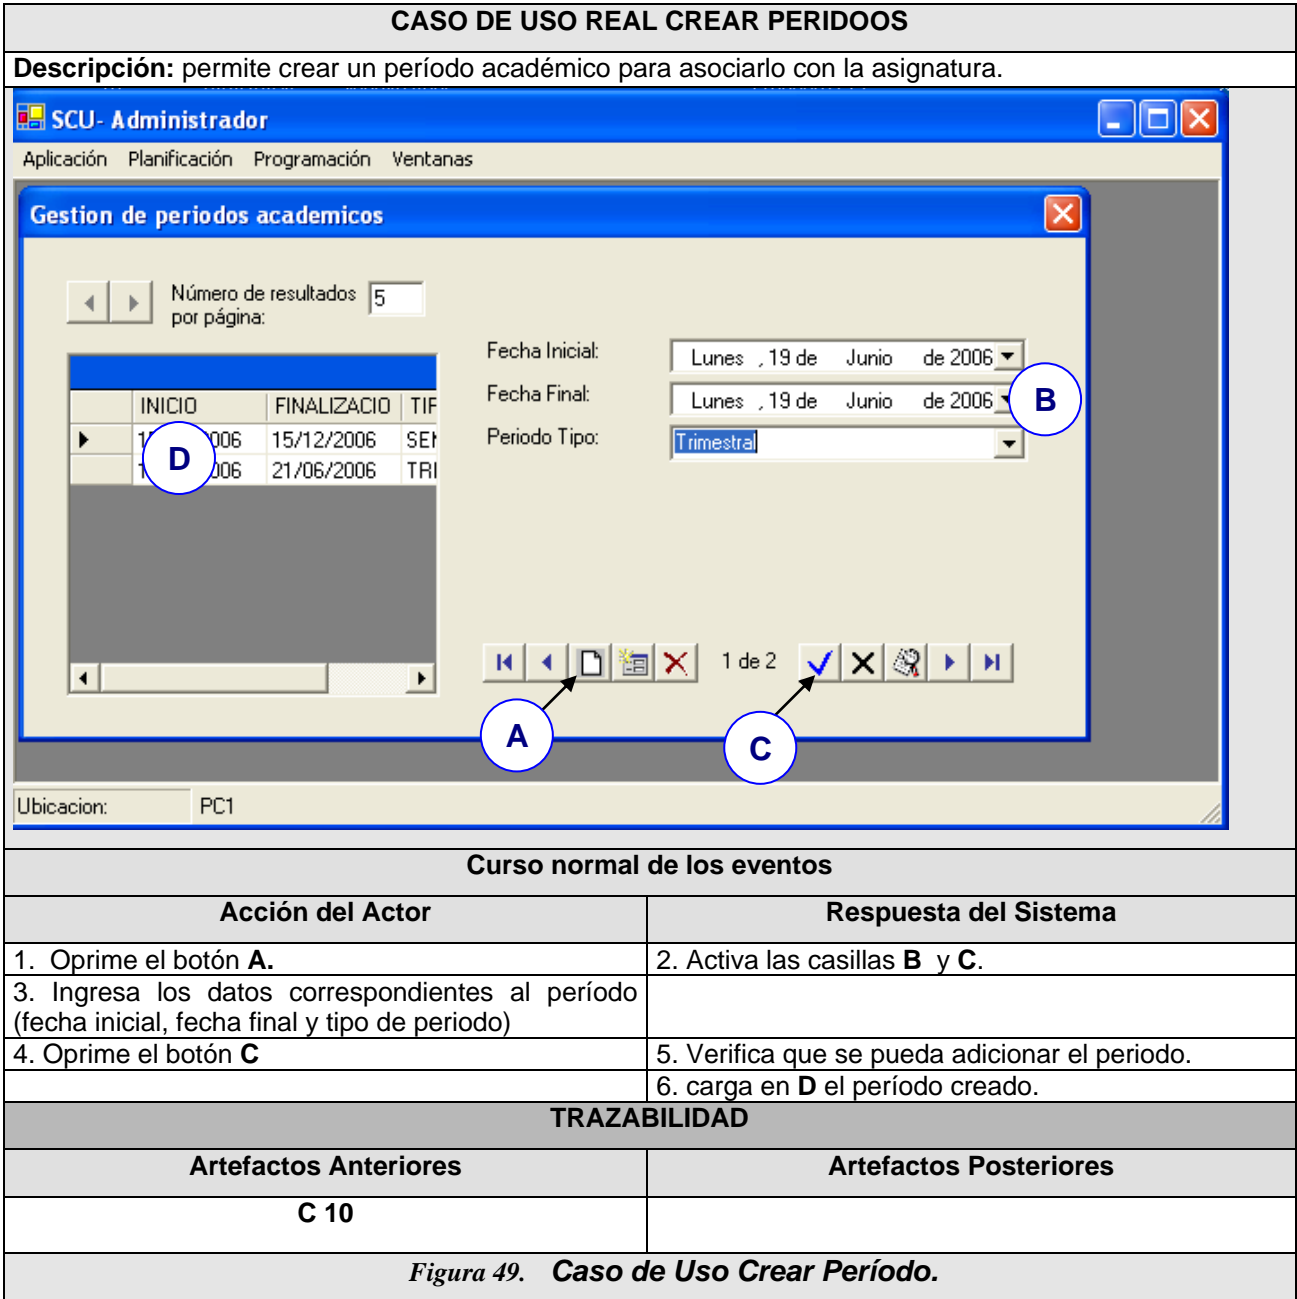 CASO DE USO REAL CREAR PERIDOOS
Descripción: permite crear un período académico para asociarlo con la asignatura.
SCU- Administrador
Aplicación Planificación Programación Ventanas
Gestion de periodos academicos
Número de resultados por página: 5
INICIO FINALIZACIO TIF
006 15/12/2006 SEM
006 21/06/2006 TRI
D
Fecha Inicial: Lunes , 19 de Junio de 2006
Fecha Final: Lunes , 19 de Junio de 2006
B
Periodo Tipo: Trimestral
1 de 2
A
C
Ubicacion: PC1
Curso normal de los eventos
Acción del Actor Respuesta del Sistema
1. Oprime el botón A. 2. Activa las casillas B y C.
3. Ingresa los datos correspondientes al período
(fecha inicial, fecha final y tipo de periodo)
4. Oprime el botón C 5. Verifica que se pueda adicionar el periodo.
6. carga en D el período creado.
TRAZABILIDAD
Artefactos Anteriores Artefactos Posteriores
C 10
Figura 49. Caso de Uso Crear Período.